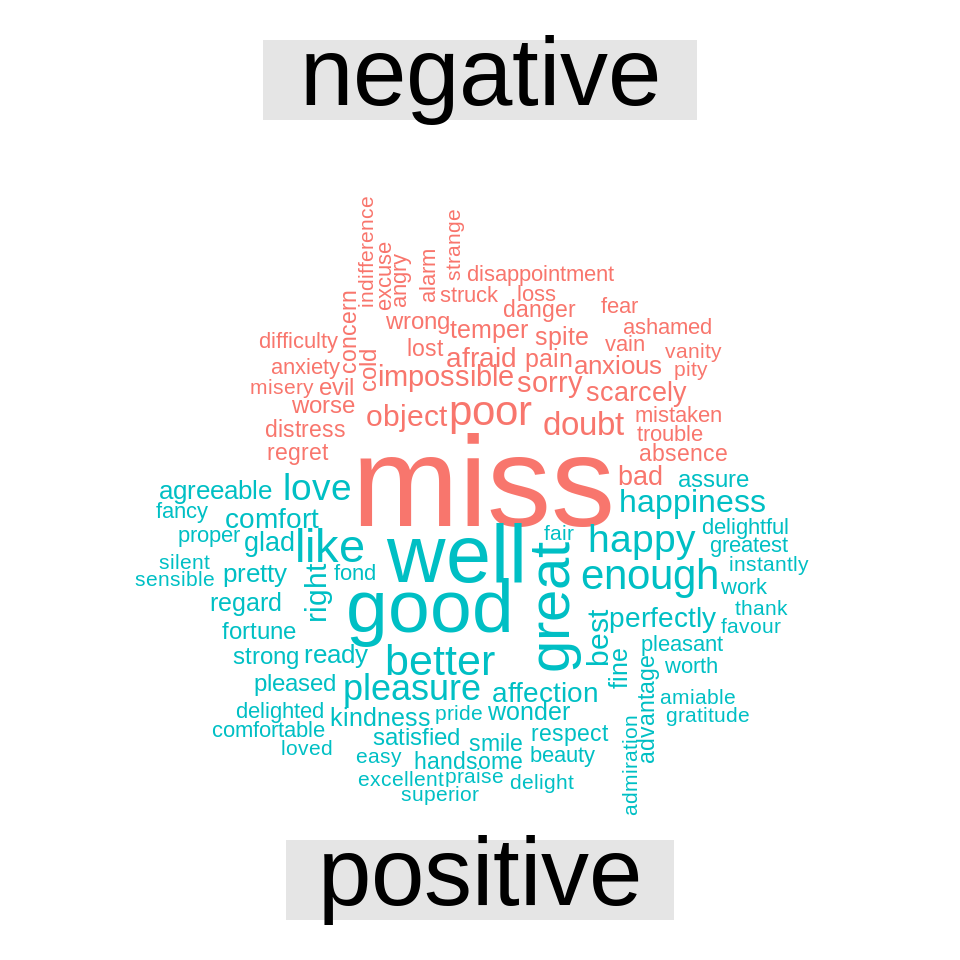 negative
indifference
excuse
angry
alarm
strange
disappointment
struck
loss
danger
fear
concern
wrong
temper
spite
ashamed
difficulty
lost
afraid
pain
vain
vanity
anxiety
cold
impossible
sorry
anxious
pity
misery
evil
scarcely
worse
object
poor
doubt
mistaken
distress
trouble
regret
absence
miss
bad
assure
agreeable
love
happiness
fancy
comfort
delightful
proper
glad
like
well
fair
happy
greatest
silent
instantly
sensible
pretty
fond
great
enough
work
regard
right
good
thank
fortune
best
perfectly
favour
strong
ready
better
fine
pleasant
worth
pleased
pleasure
affection
advantage
amiable
delighted
kindness
pride
wonder
gratitude
comfortable
satisfied
smile
respect
loved
easy
handsome
beauty
admiration
excellent
praise
delight
superior
positive